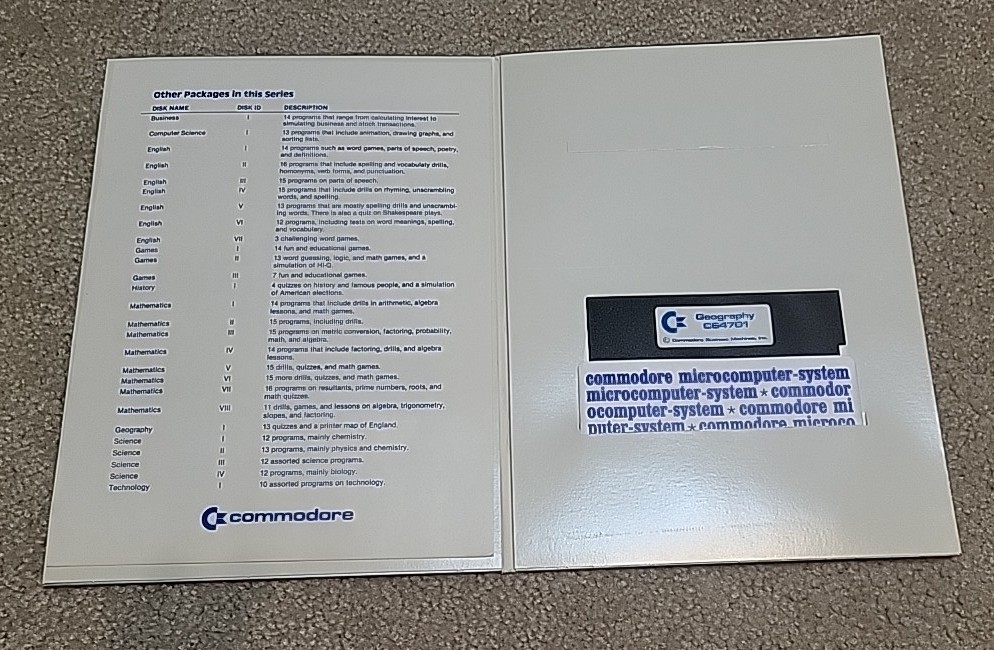 Other Packages in this Series
DISK NAME DISK ID DESCRIPTION
Business I 14 programs that range from calculating interest to
simulating business and stock transactions.
Computer Science I 13 programs that include animation, drawing graphs, and
sorting lists.
English I 14 programs such as word games, parts of speech, poetry,
and definitions.
English II 16 programs that include spelling and vocabulaty drills,
homonyms, verb forms, and punctuation.
English III 15 programs on parts of speech.
English IV 15 programs that include drills on rhyming, unscrambling
words, and spelling.
English V 13 programs that are mostly spelling drills and unscrambl-
ing words. There is also a quiz on Shakespeare plays.
English VI 12 programs, including tests on word meanings, spelling,
and vocabulary.
English VII 3 challenging word games.
Games I 14 fun and educational games.
Games II 13 word guessing, logic, and math games, and a
simulation of Hi-Q.
Games III 7 fun and educational games.
History I 4 quizzes on history and famous people, and a simulation
of American elections.
Mathematics I 14 programs that include drills in arithmetic, algebra
lessons, and math games.
Mathematics II 15 programs, including drills.
Mathematics III 15 programs on metric conversion, factoring, probability,
math, and algebra.
Mathematics IV 14 programs that include factoring, drills, and algebra
lessons.
Mathematics V 15 drills, quizzes, and math games.
Mathematics VI 15 more drills, quizzes, and math games.
Mathematics VII 16 programs on resultants, prime numbers, roots, and
math quizzes.
Mathematics VIII 11 drills, games, and lessons on algebra, trigonometry,
slopes, and factoring.
Geography I 13 quizzes and a printer map of England.
Science I 12 programs, mainly chemistry.
Science II 13 programs, mainly physics and chemistry.
Science III 12 assorted science programs.
Science IV 12 programs, mainly biology.
Technology I 10 assorted programs on technology.
commodore
Geography
C64701
© Commodore Business Machines, Inc.
commodore microcomputer-system
microcomputer-system ★ commodor
ocomputer-system ★ commodore mi
puter-system ★ commodore microco